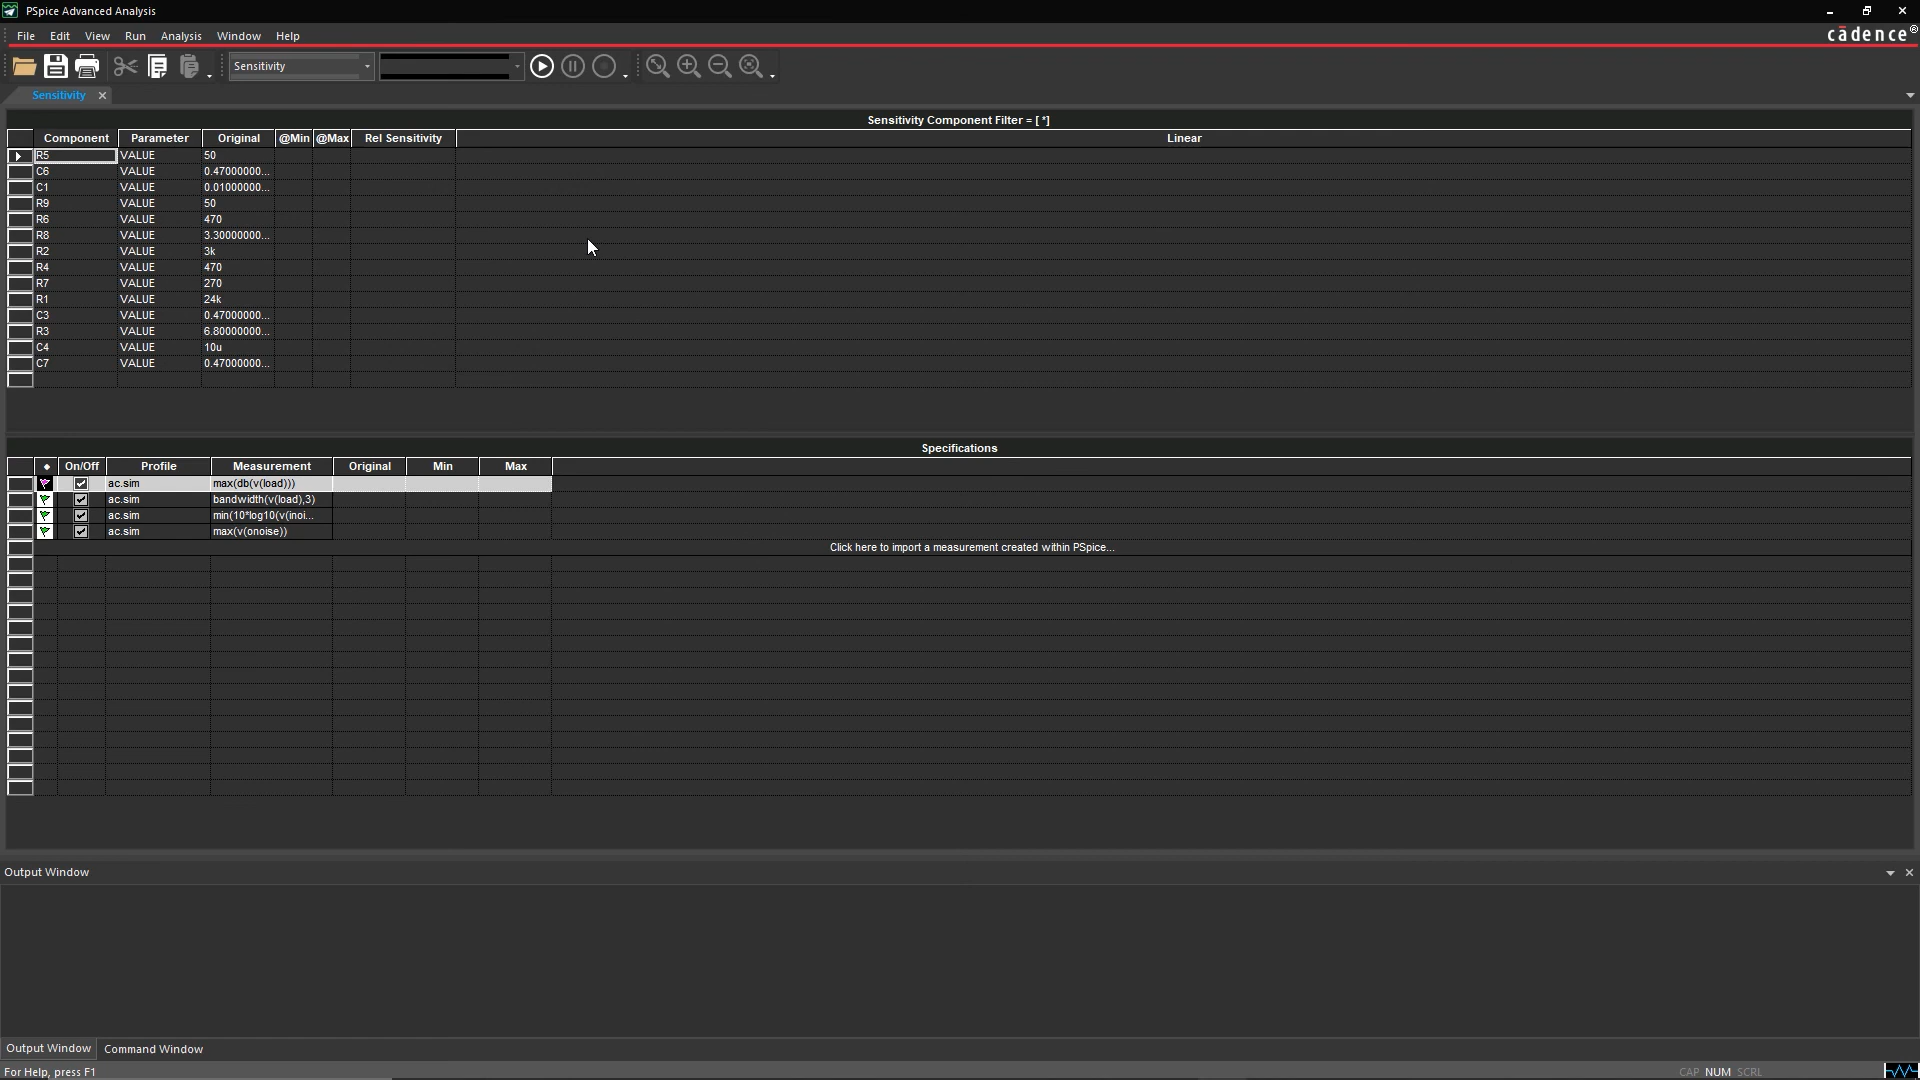 PSpice Advanced Analysis
File Edit View Run Analysis Window Help
cādence®
Sensitivity
Sensitivity
Sensitivity Component Filter = [ *]
Component Parameter Original @Min @Max Rel Sensitivity Linear
R5 VALUE 50
C6 VALUE 0.47000000...
C1 VALUE 0.01000000...
R9 VALUE 50
R6 VALUE 470
R8 VALUE 3.30000000...
R2 VALUE 3k
R4 VALUE 470
R7 VALUE 270
R1 VALUE 24k
C3 VALUE 0.47000000...
R3 VALUE 6.80000000...
C4 VALUE 10u
C7 VALUE 0.47000000...
Specifications
On/Off Profile Measurement Original Min Max
ac.sim max(db(v(load)))
ac.sim bandwidth(v(load),3)
ac.sim min(10*log10(v(inoi...
ac.sim max(v(onoise))
Click here to import a measurement created within PSpice...
Output Window
Output Window Command Window
For Help, press F1 CAP NUM SCRL